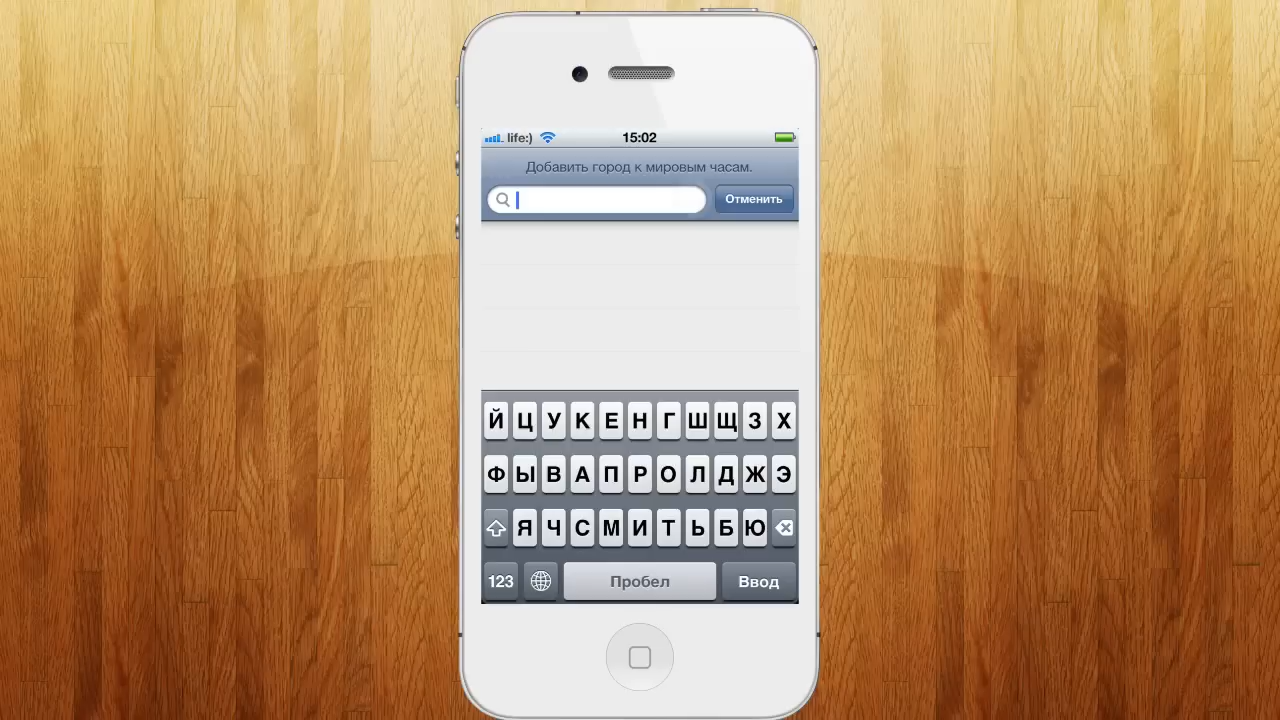 life:) 15:02
Добавить город к мировым часам.
Отменить
Й Ц У К Е Н Г Ш Щ З Х
Ф Ы В А П Р О Л Д Ж Э
Я Ч С М И Т Ь Б Ю
123 Пробел Ввод